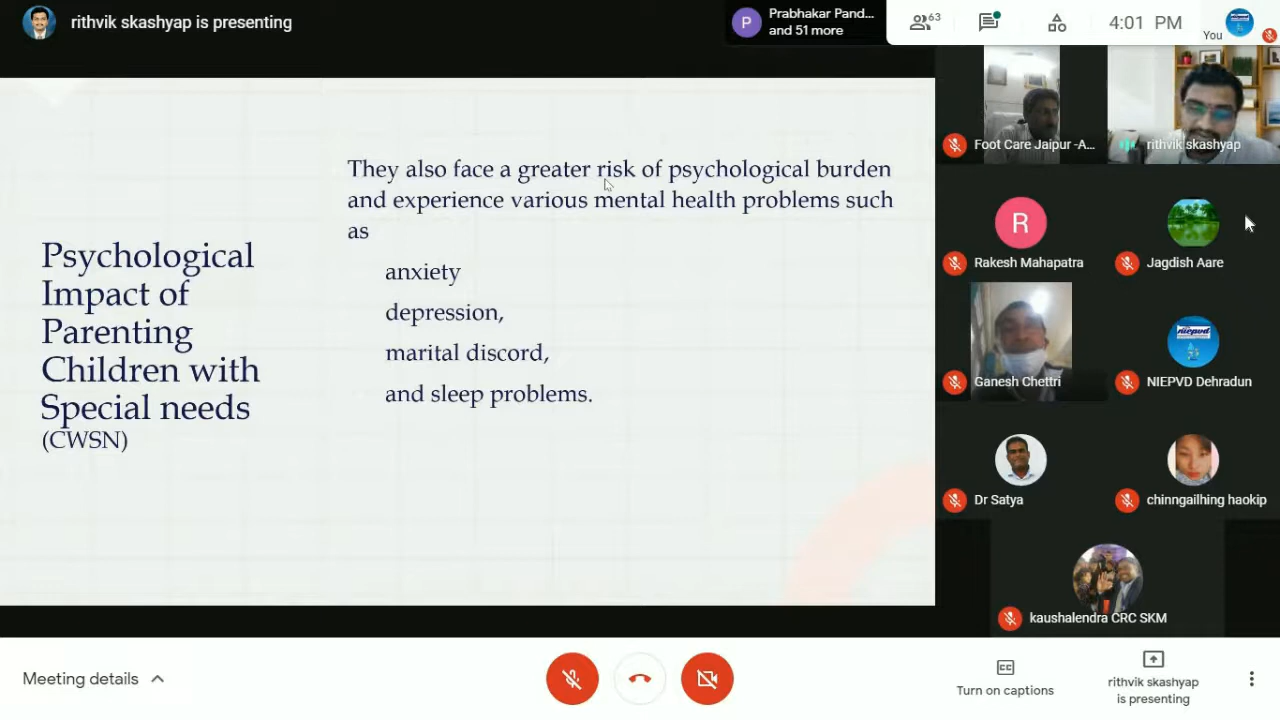 rithvik skashyap is presenting
P
Prabhakar Pand...
and 51 more
63
4:01 PM
You
They also face a greater risk of psychological burden
and experience various mental health problems such
as
anxiety
depression,
marital discord,
and sleep problems.
Psychological
Impact of
Parenting
Children with
Special needs
(CWSN)
Foot Care Jaipur -A...
rithvik skashyap
R
Rakesh Mahapatra
Jagdish Aare
Ganesh Chettri
niepvd
NIEPVD Dehradun
Dr Satya
chinngailhing haokip
kaushalendra CRC SKM
Meeting details
CC
Turn on captions
rithvik skashyap
is presenting